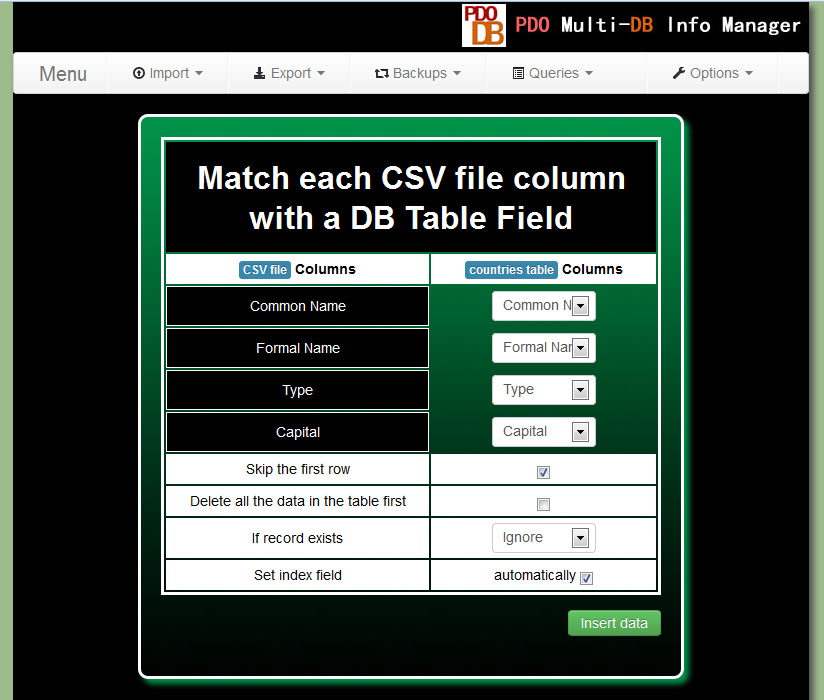 PDO DB PDO Multi-DB Info Manager
Menu Import Export Backups Queries Options
Match each CSV file column
with a DB Table Field
CSV file Columns countries table Columns
Common Name Common N
Formal Name Formal Nar
Type Type
Capital Capital
Skip the first row
Delete all the data in the table first
If record exists Ignore
Set index field automatically
Insert data